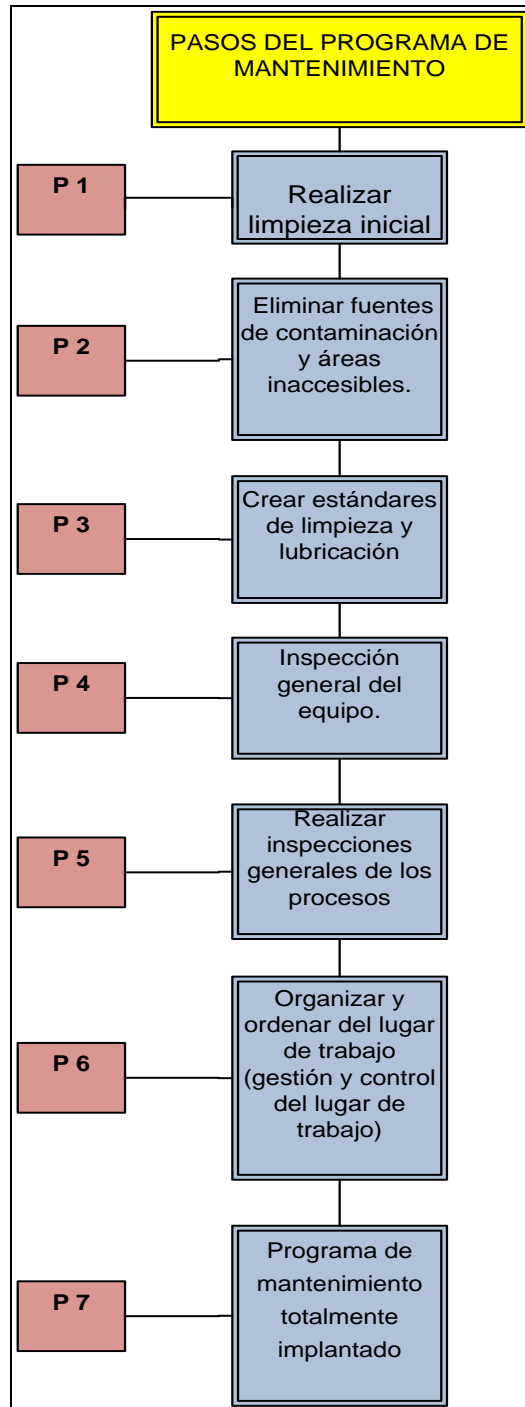 PASOS DEL PROGRAMA DE
MANTENIMIENTO
P 1
Realizar
limpieza inicial
P 2
Eliminar fuentes
de contaminación
y áreas
inaccesibles.
P 3
Crear estándares
de limpieza y
lubricación
P 4
Inspección
general del
equipo.
P 5
Realizar
inspecciones
generales de los
procesos
P 6
Organizar y
ordenar del lugar
de trabajo
(gestión y control
del lugar de
trabajo)
P 7
Programa de
mantenimiento
totalmente
implantado